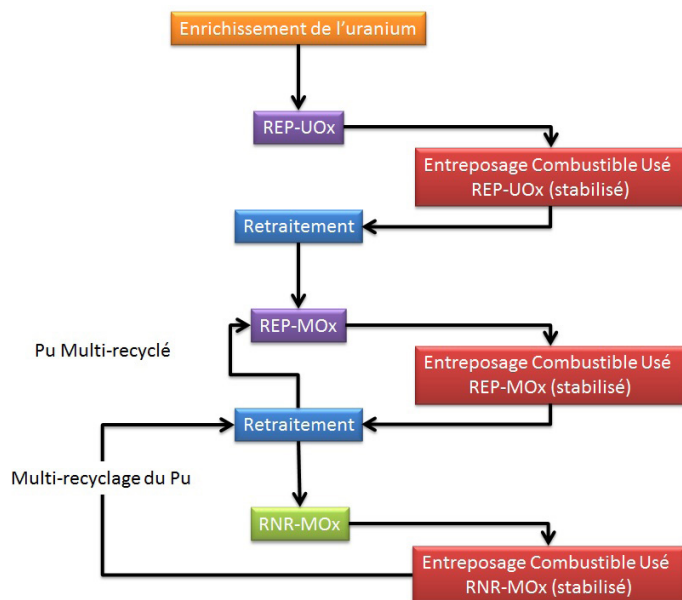 Enrichissement de l'uranium
REP-UOx
Entreposage Combustible Usé
REP-UOx (stabilisé)
Retraitement
REP-MOx
Pu Multi-recyclé
Entreposage Combustible Usé
REP-MOx (stabilisé)
Retraitement
Multi-recyclage du Pu
RNR-MOx
Entreposage Combustible Usé
RNR-MOx (stabilisé)